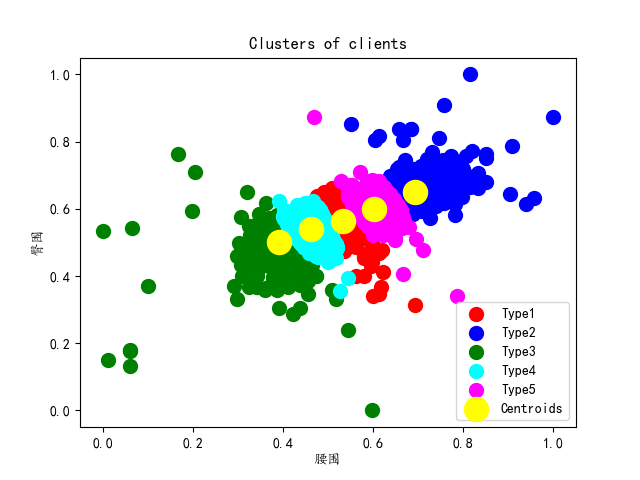 Clusters of clients
1.0
0.8
0.6
0.4
0.2
0.0
臀围
0.0 0.2 0.4 0.6 0.8 1.0
腰围
Type1
Type2
Type3
Type4
Type5
Centroids